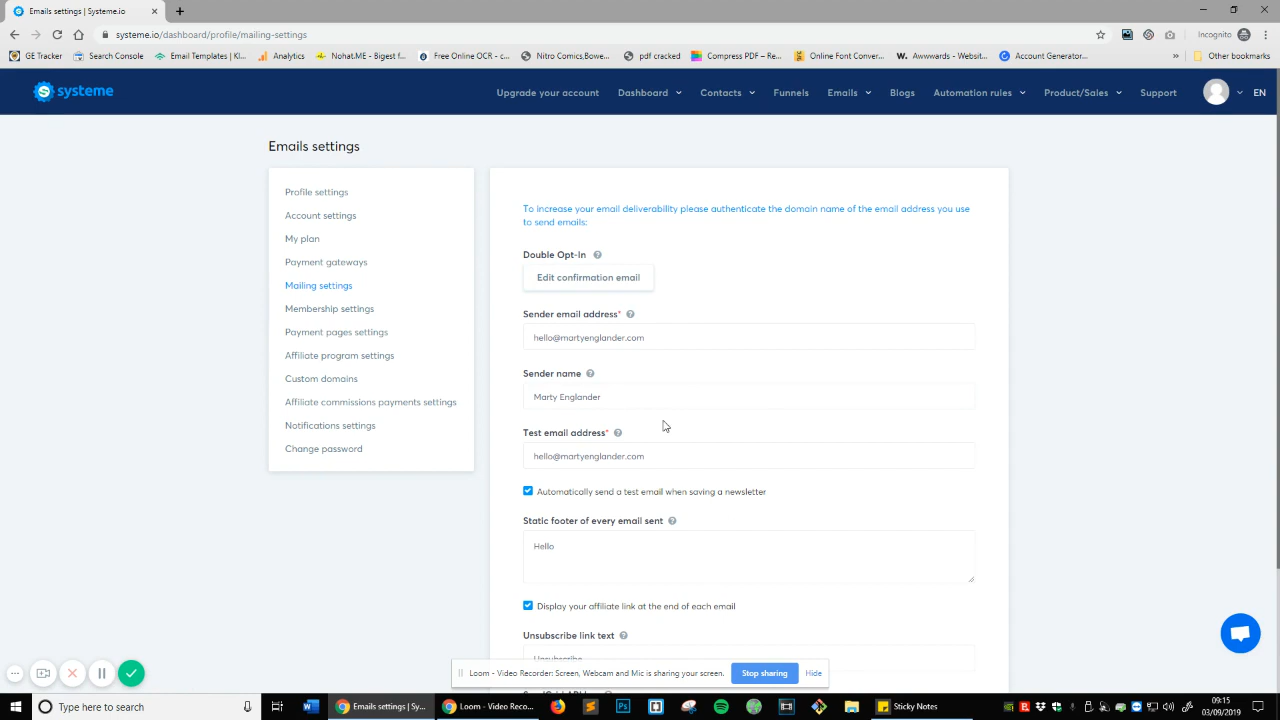 Emails settings | Systeme.io
systeme.io/dashboard/profile/mailing-settings
Incognito
GE Tracker
Search Console
Email Templates | Kl...
Analytics
Nohat.ME - Bigest f...
Free Online OCR - c...
Nitro Comics,Bowe...
pdf cracked
Compress PDF – Re...
Online Font Conver...
W. Awwwards - Websit...
Account Generator...
»
Other bookmarks
systeme
Upgrade your account
Dashboard
Contacts
Funnels
Emails
Blogs
Automation rules
Product/Sales
Support
EN
Emails settings
Profile settings
Account settings
My plan
Payment gateways
Mailing settings
Membership settings
Payment pages settings
Affiliate program settings
Custom domains
Affiliate commissions payments settings
Notifications settings
Change password
To increase your email deliverability please authenticate the domain name of the email address you use
to send emails:
Double Opt-In
Edit confirmation email
Sender email address*
hello@martyenglander.com
Sender name
Marty Englander
Test email address*
hello@martyenglander.com
Automatically send a test email when saving a newsletter
Static footer of every email sent
Hello
Display your affiliate link at the end of each email
Unsubscribe link text
Unsubscribe
Loom - Video Recorder: Screen, Webcam and Mic is sharing your screen.
Stop sharing
Hide
Type here to search
Emails settings | Sy...
Loom - Video Reco...
Sticky Notes
09:15
03/09/2019